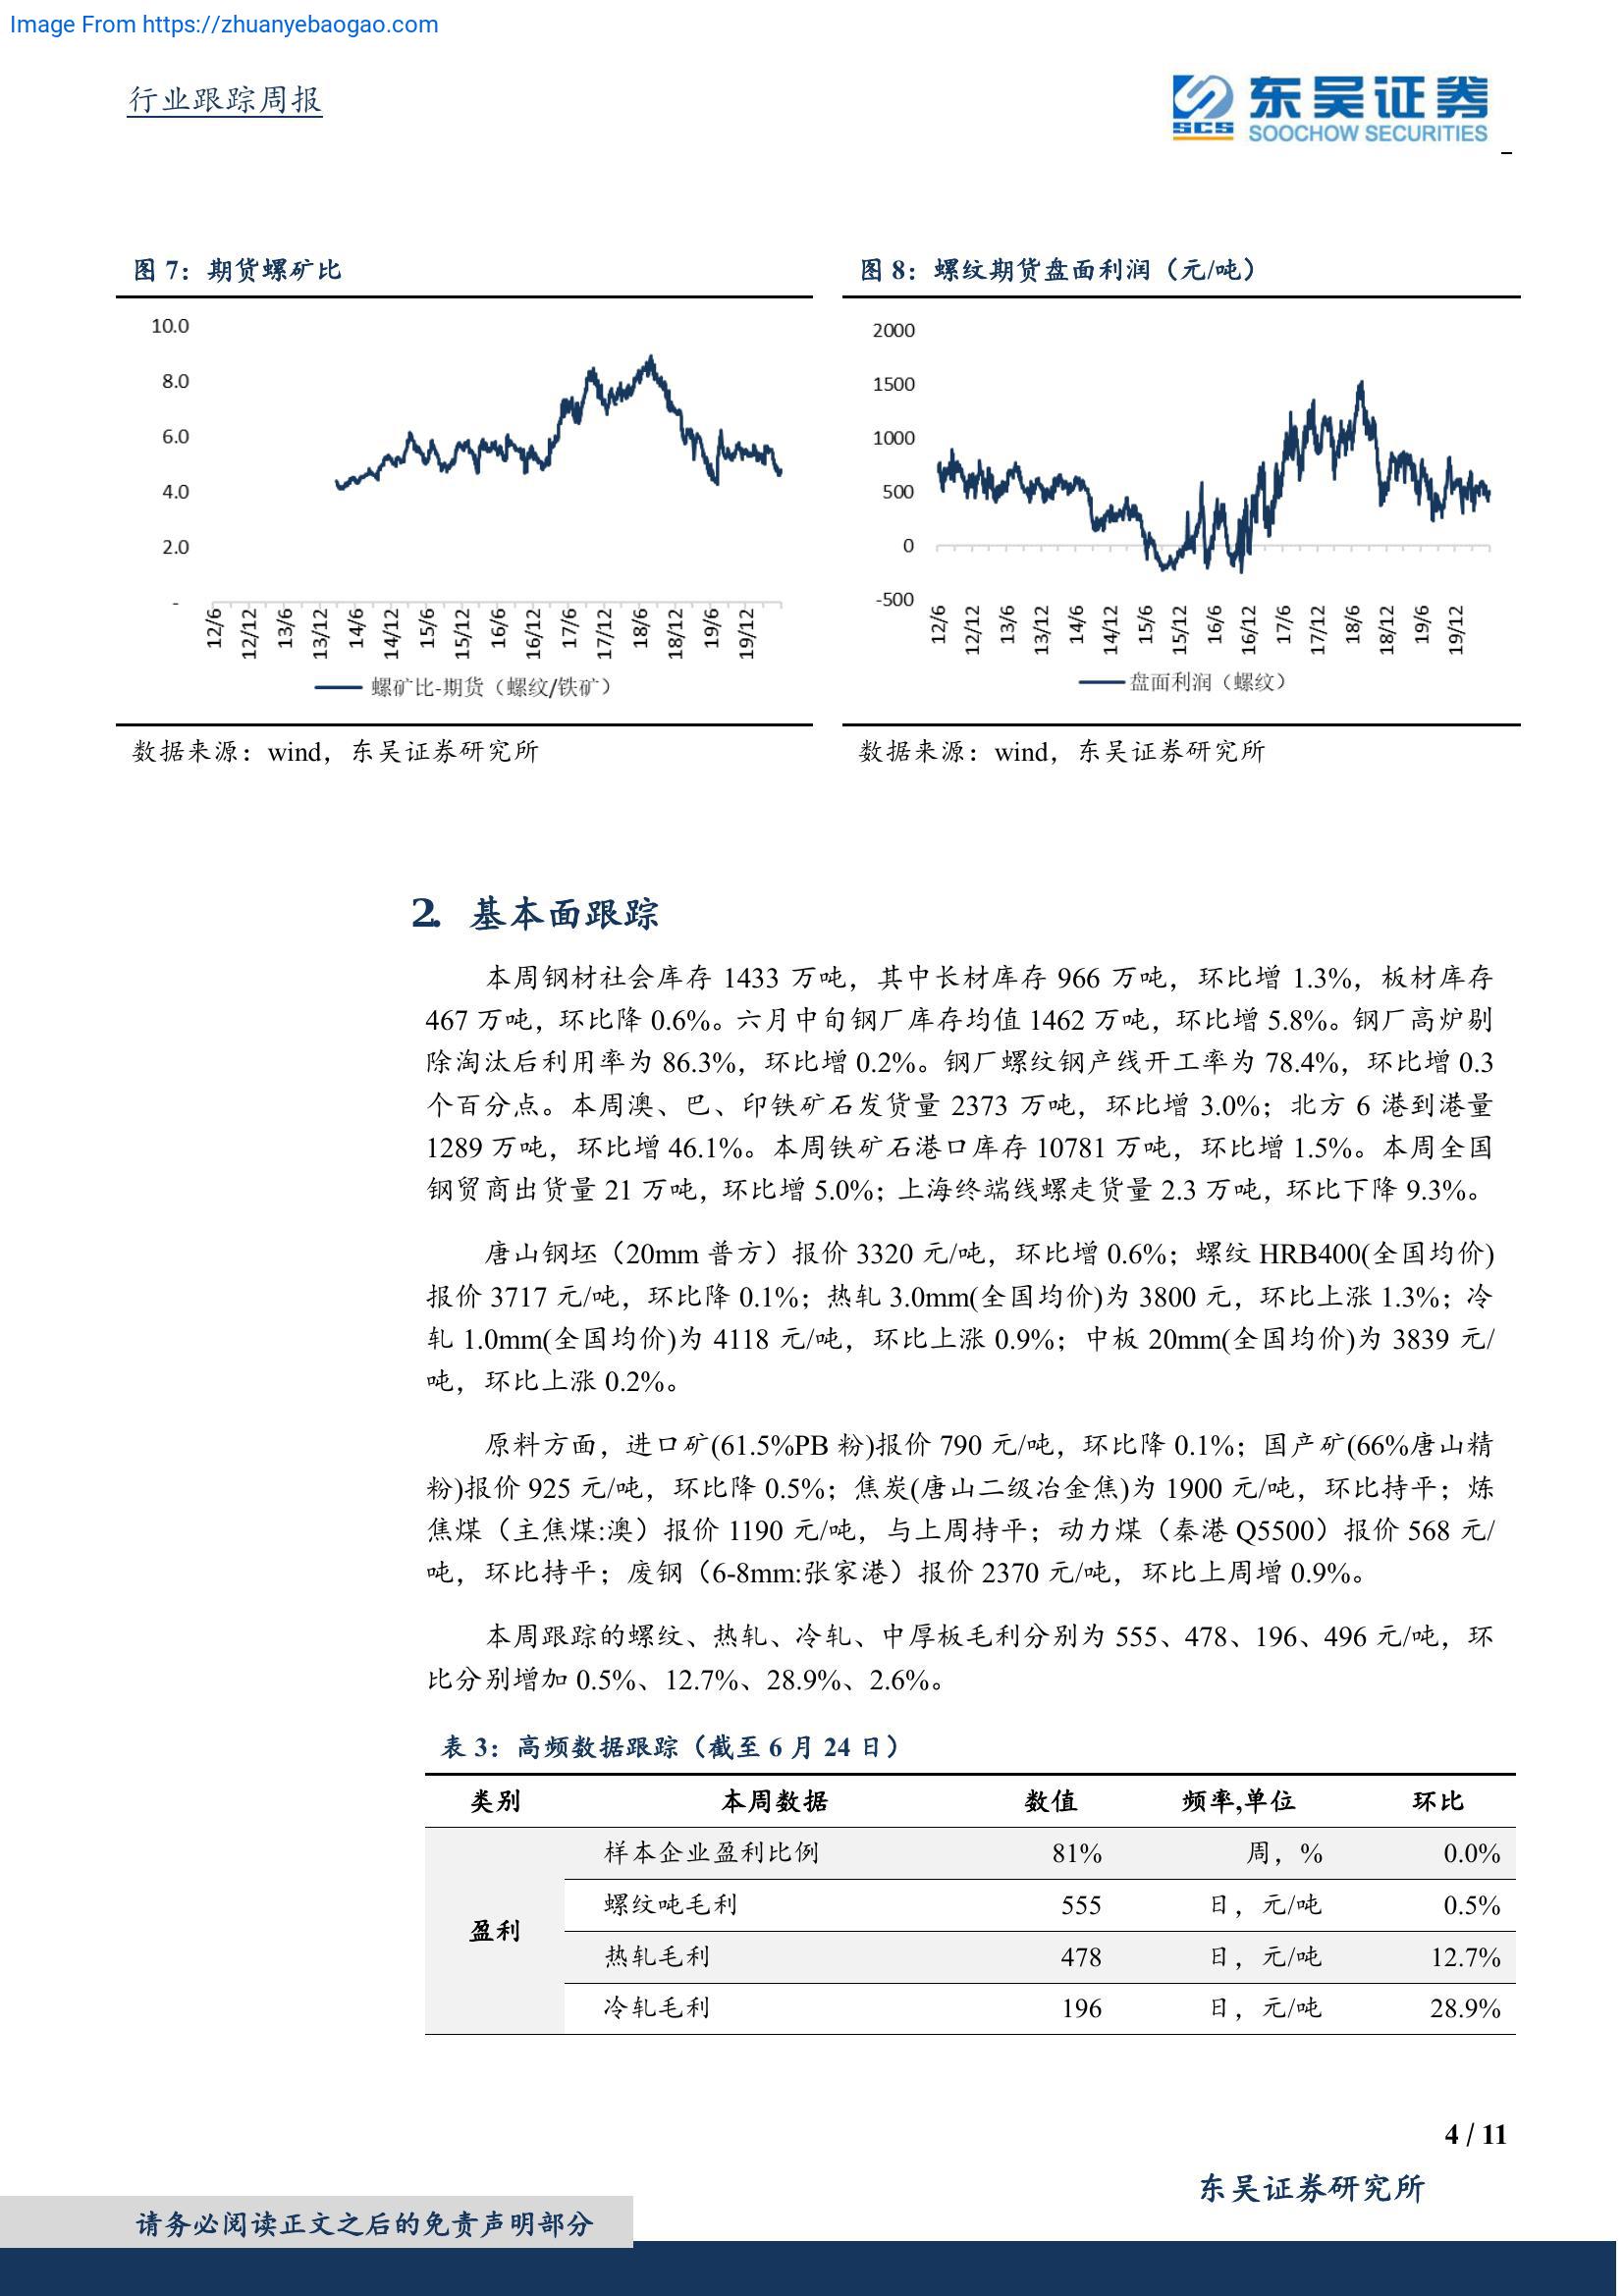 Image From https://zhuanyebaogao.com
行业跟踪周报
东吴证券
SCS
SOOCHOW SECURITIES
图 7：期货螺矿比
10.0
8.0
6.0
4.0
2.0
-
12/6 12/12 13/6 13/12 14/6 14/12 15/6 15/12 16/6 16/12 17/6 17/12 18/6 18/12 19/6 19/12
螺矿比-期货（螺纹/铁矿）
数据来源：wind，东吴证券研究所
图 8：螺纹期货盘面利润（元/吨）
2000
1500
1000
500
0
-500
12/6 12/12 13/6 13/12 14/6 14/12 15/6 15/12 16/6 16/12 17/6 17/12 18/6 18/12 19/6 19/12
盘面利润（螺纹）
数据来源：wind，东吴证券研究所
2. 基本面跟踪
本周钢材社会库存 1433 万吨，其中长材库存 966 万吨，环比增 1.3%，板材库存
467 万吨，环比降 0.6%。六月中旬钢厂库存均值 1462 万吨，环比增 5.8%。钢厂高炉剔
除淘汰后利用率为 86.3%，环比增 0.2%。钢厂螺纹钢产线开工率为 78.4%，环比增 0.3
个百分点。本周澳、巴、印铁矿石发货量 2373 万吨，环比增 3.0%；北方 6 港到港量
1289 万吨，环比增 46.1%。本周铁矿石港口库存 10781 万吨，环比增 1.5%。本周全国
钢贸商出货量 21 万吨，环比增 5.0%；上海终端线螺走货量 2.3 万吨，环比下降 9.3%。
唐山钢坯（20mm 普方）报价 3320 元/吨，环比增 0.6%；螺纹 HRB400(全国均价)
报价 3717 元/吨，环比降 0.1%；热轧 3.0mm(全国均价)为 3800 元，环比上涨 1.3%；冷
轧 1.0mm(全国均价)为 4118 元/吨，环比上涨 0.9%；中板 20mm(全国均价)为 3839 元/
吨，环比上涨 0.2%。
原料方面，进口矿(61.5%PB 粉)报价 790 元/吨，环比降 0.1%；国产矿(66%唐山精
粉)报价 925 元/吨，环比降 0.5%；焦炭(唐山二级冶金焦)为 1900 元/吨，环比持平；炼
焦煤（主焦煤:澳）报价 1190 元/吨，与上周持平；动力煤（秦港 Q5500）报价 568 元/
吨，环比持平；废钢（6-8mm:张家港）报价 2370 元/吨，环比上周增 0.9%。
本周跟踪的螺纹、热轧、冷轧、中厚板毛利分别为 555、478、196、496 元/吨，环
比分别增加 0.5%、12.7%、28.9%、2.6%。
表 3：高频数据跟踪（截至 6 月 24 日）
类别 本周数据 数值 频率,单位 环比
样本企业盈利比例 81% 周，% 0.0%
螺纹吨毛利 555 日，元/吨 0.5%
盈利
热轧毛利 478 日，元/吨 12.7%
冷轧毛利 196 日，元/吨 28.9%
4 / 11
东吴证券研究所
请务必阅读正文之后的免责声明部分